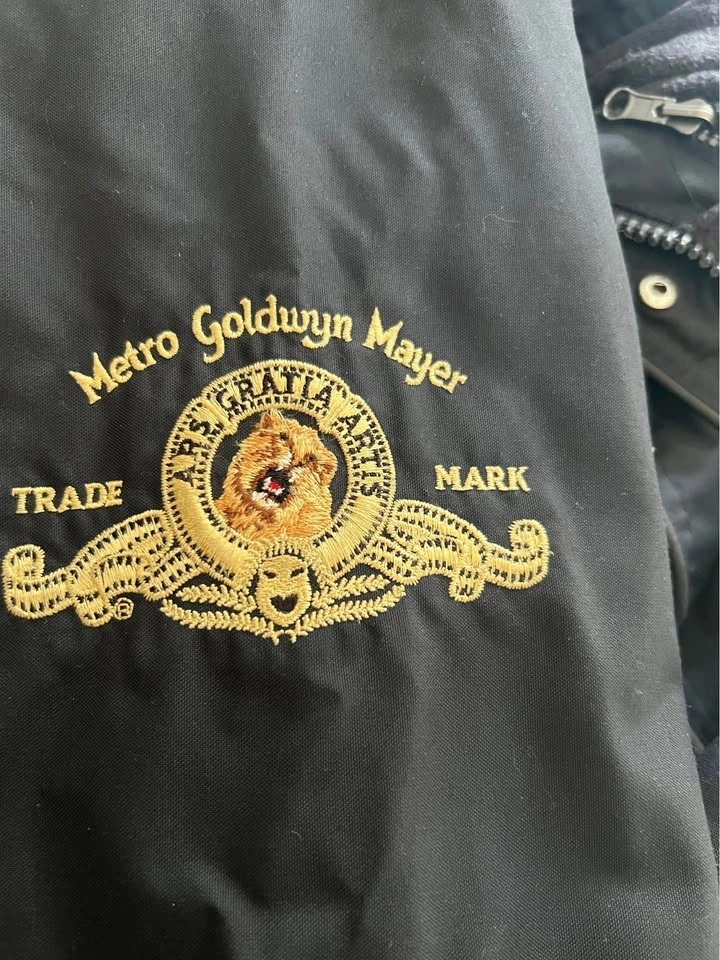 Metro Goldwyn Mayer
ARS GRATIA ARTIS
TRADE MARK
®